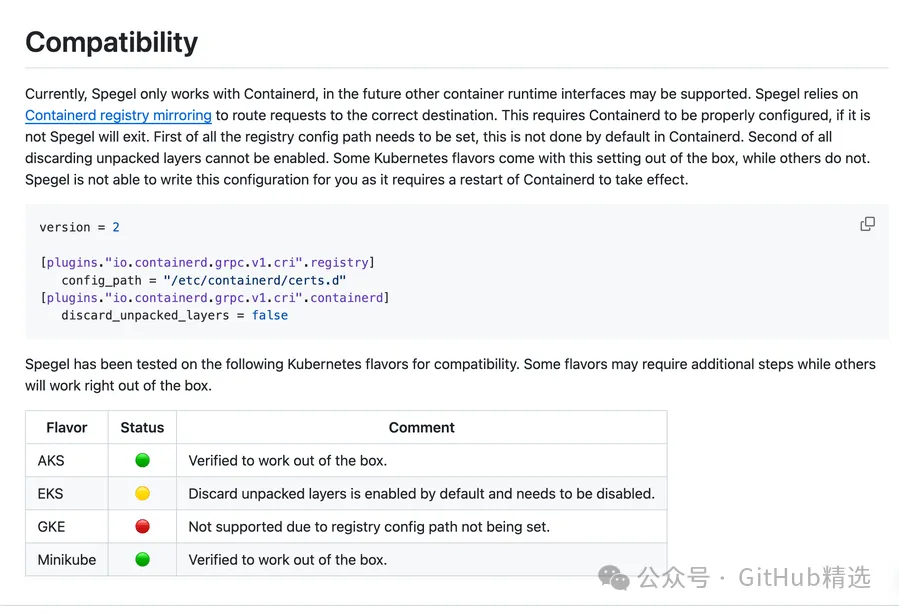 Compatibility
Currently, Spegel only works with Containerd, in the future other container runtime interfaces may be supported. Spegel relies on
Containerd registry mirroring to route requests to the correct destination. This requires Containerd to be properly configured, if it is
not Spegel will exit. First of all the registry config path needs to be set, this is not done by default in Containerd. Second of all
discarding unpacked layers cannot be enabled. Some Kubernetes flavors come with this setting out of the box, while others do not.
Spegel is not able to write this configuration for you as it requires a restart of Containerd to take effect.
version = 2
[plugins."io.containerd.grpc.v1.cri".registry]
config_path = "/etc/containerd/certs.d"
[plugins."io.containerd.grpc.v1.cri".containerd]
discard_unpacked_layers = false
Spegel has been tested on the following Kubernetes flavors for compatibility. Some flavors may require additional steps while others
will work right out of the box.
Flavor Status Comment
AKS Verified to work out of the box.
EKS Discard unpacked layers is enabled by default and needs to be disabled.
GKE Not supported due to registry config path not being set.
Minikube Verified to work out of the box.
公众号 · GitHub精选